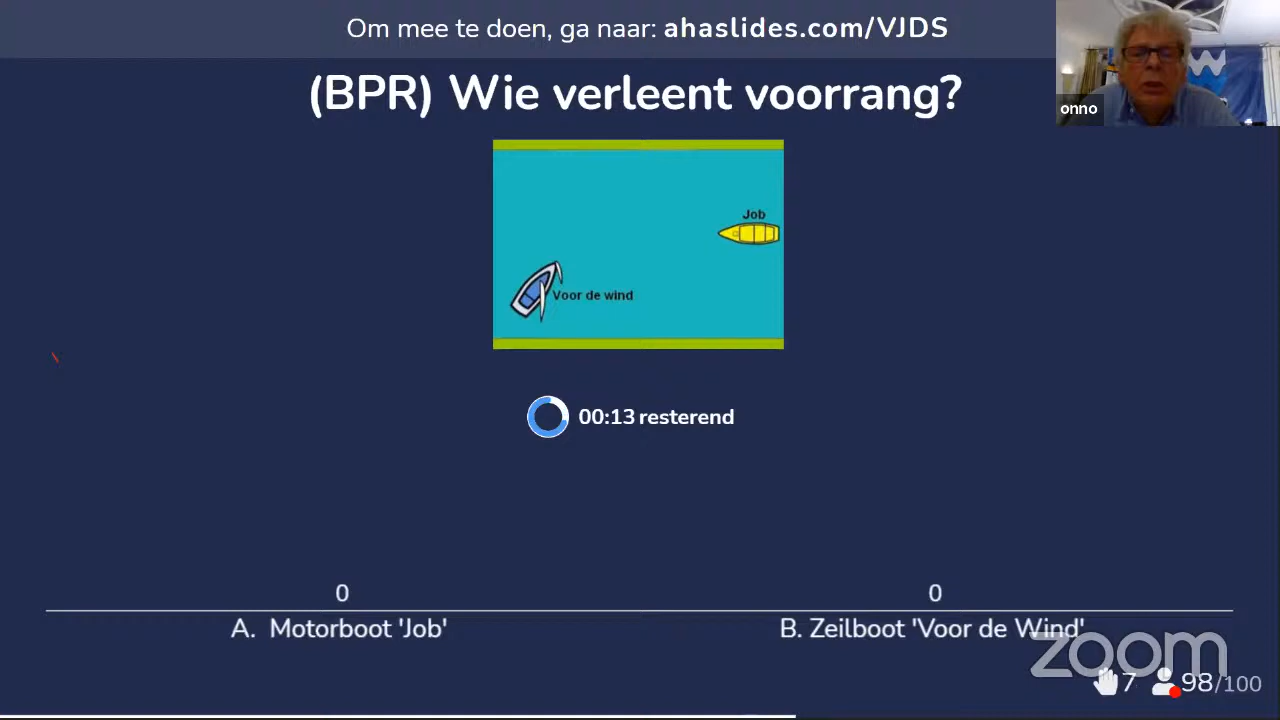 Om mee te doen, ga naar: ahaslides.com/VJDS
(BPR) Wie verleent voorrang?
onno
Job
Voor de wind
00:13 resterend
0
0
A. Motorboot 'Job'
B. Zeilboot 'Voor de Wind'
zoom
7
98/100